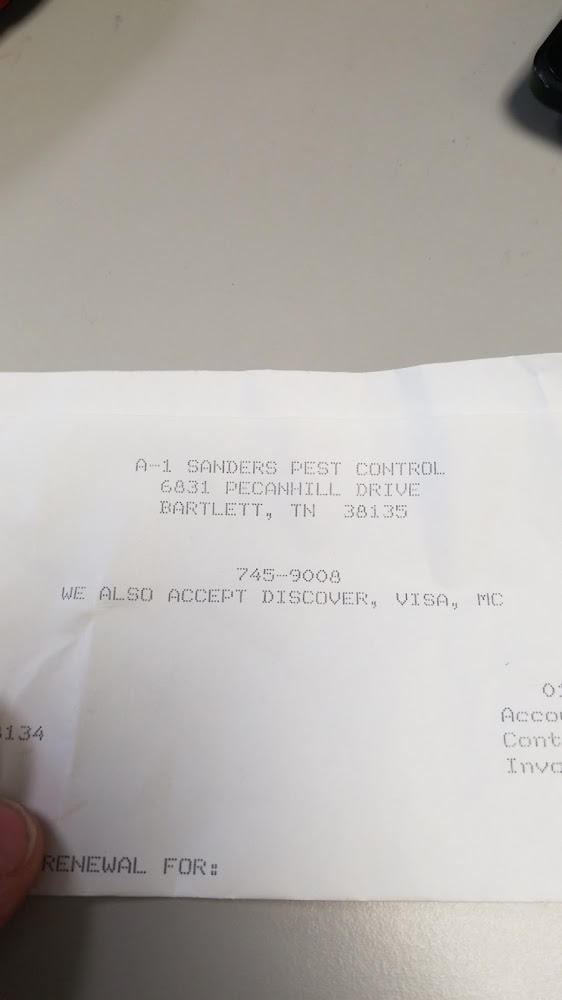 A-1 SANDERS PEST CONTROL
6831 PECANHILL DRIVE
BARTLETT, TN 38135
745-9008
WE ALSO ACCEPT DISCOVER, VISA, MC
134
RENEWAL FOR: